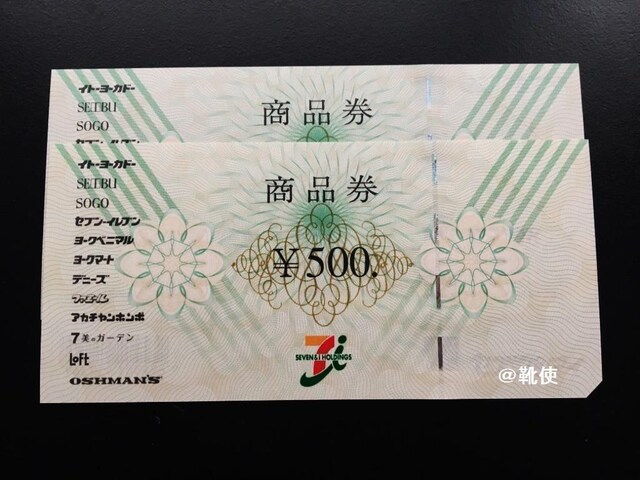 イトーヨーカドー
SEIBU
SOGO
商品券
イトーヨーカドー
SEIBU
SOGO
セブン-イレブン
ヨークベニマル
ヨークマート
デニーズ
ファミール
アカチャンホンポ
7美のガーデン
LOFT
OSHMAN'S
商品券
¥500.
7i
SEVEN&I HOLDINGS
@靴使